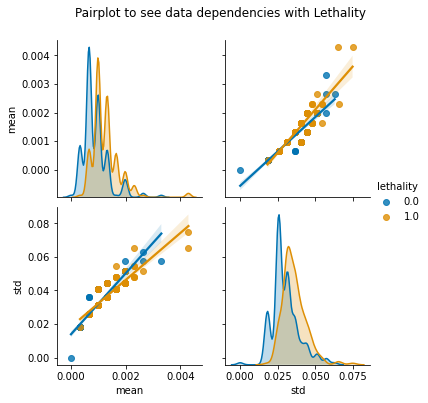 Pairplot to see data dependencies with Lethality
0.004
0.003
0.002
0.001
0.000
mean
lethality
0.0
1.0
0.08
0.06
0.04
0.02
0.00
std
0.000 0.002 0.004
mean
0.000 0.025 0.050 0.075
std